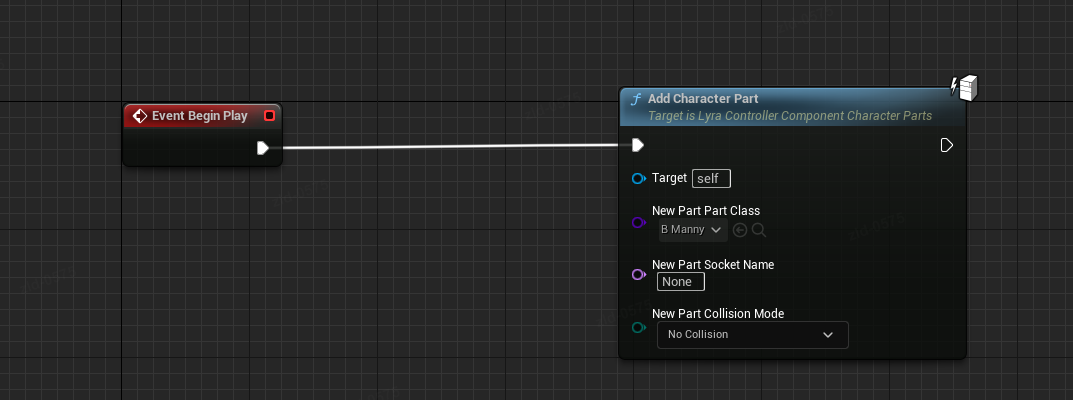 Event Begin Play
Add Character Part
Target is Lyra Controller Component Character Parts
Target self
New Part Part Class
B Manny
New Part Socket Name
None
New Part Collision Mode
No Collision